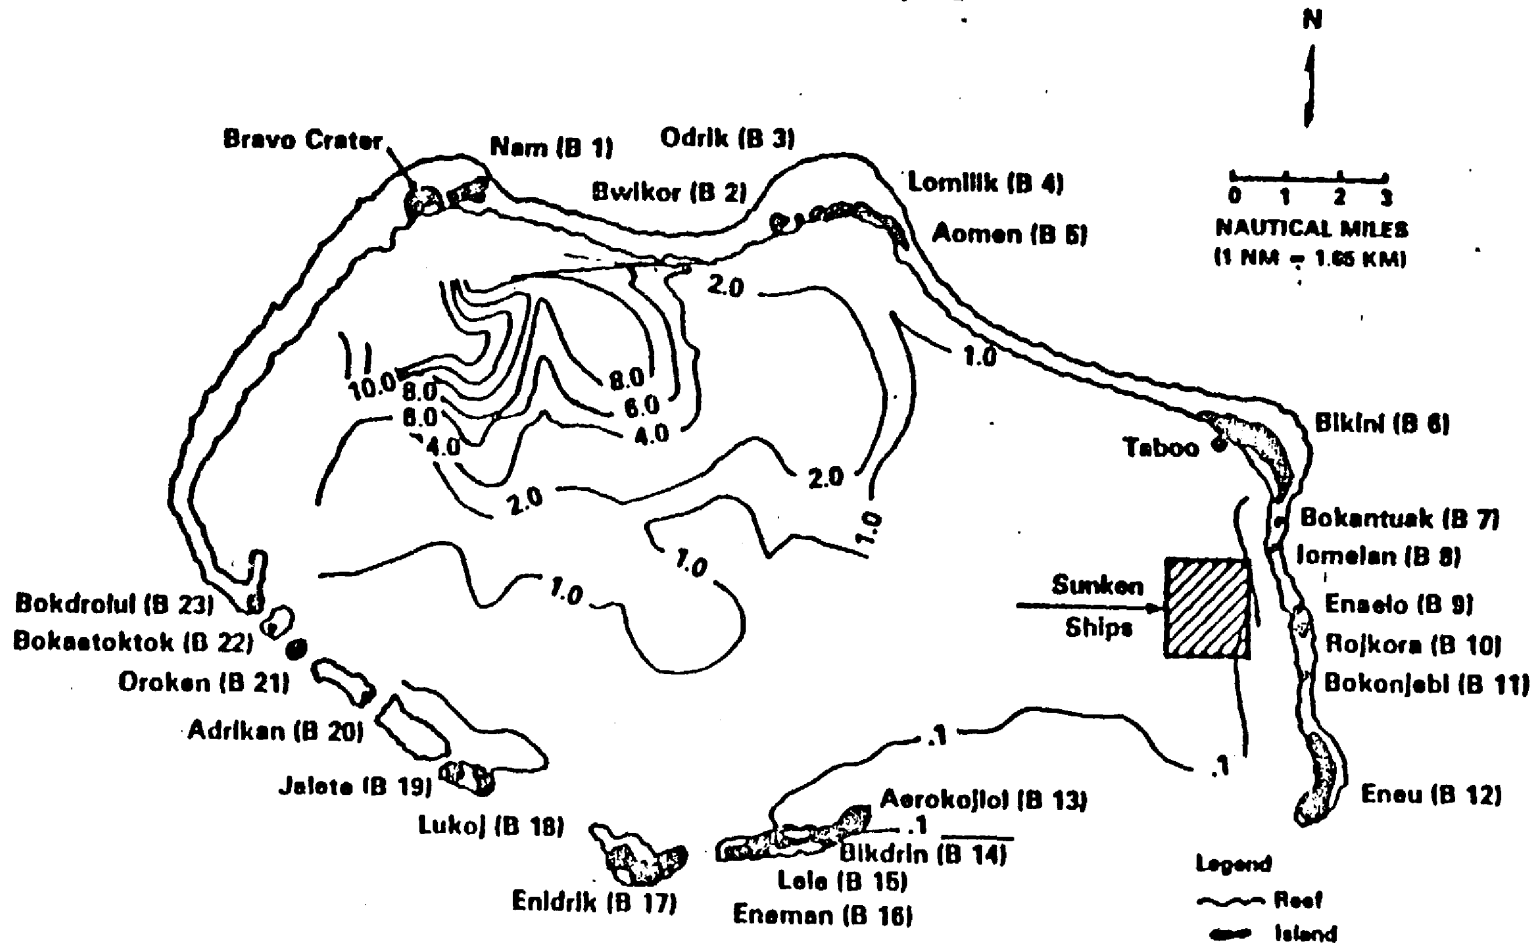 N
Bravo Crater
Nam (B 1)
Odrik (B 3)
Bwikor (B 2)
Lomilik (B 4)
Aomen (B 5)
0 1 2 3
NAUTICAL MILES
(1 NM = 1.85 KM)
2.0
1.0
10.0
8.0
8.0
6.0
6.0
4.0
4.0
2.0
2.0
1.0
1.0
1.0
Bikini (B 6)
Taboo
Bokantuak (B 7)
Iomelan (B 8)
Sunken
Ships
Enaelo (B 9)
Rojkora (B 10)
Bokonjebi (B 11)
Bokdrolul (B 23)
Bokaetoktok (B 22)
Oroken (B 21)
Adrikan (B 20)
Jalete (B 19)
Lukoj (B 18)
Enidrik (B 17)
.1
.1
.1
Aerokojlol (B 13)
Bikdrin (B 14)
Lele (B 15)
Eneman (B 16)
Eneu (B 12)
Legend
Reef
Island